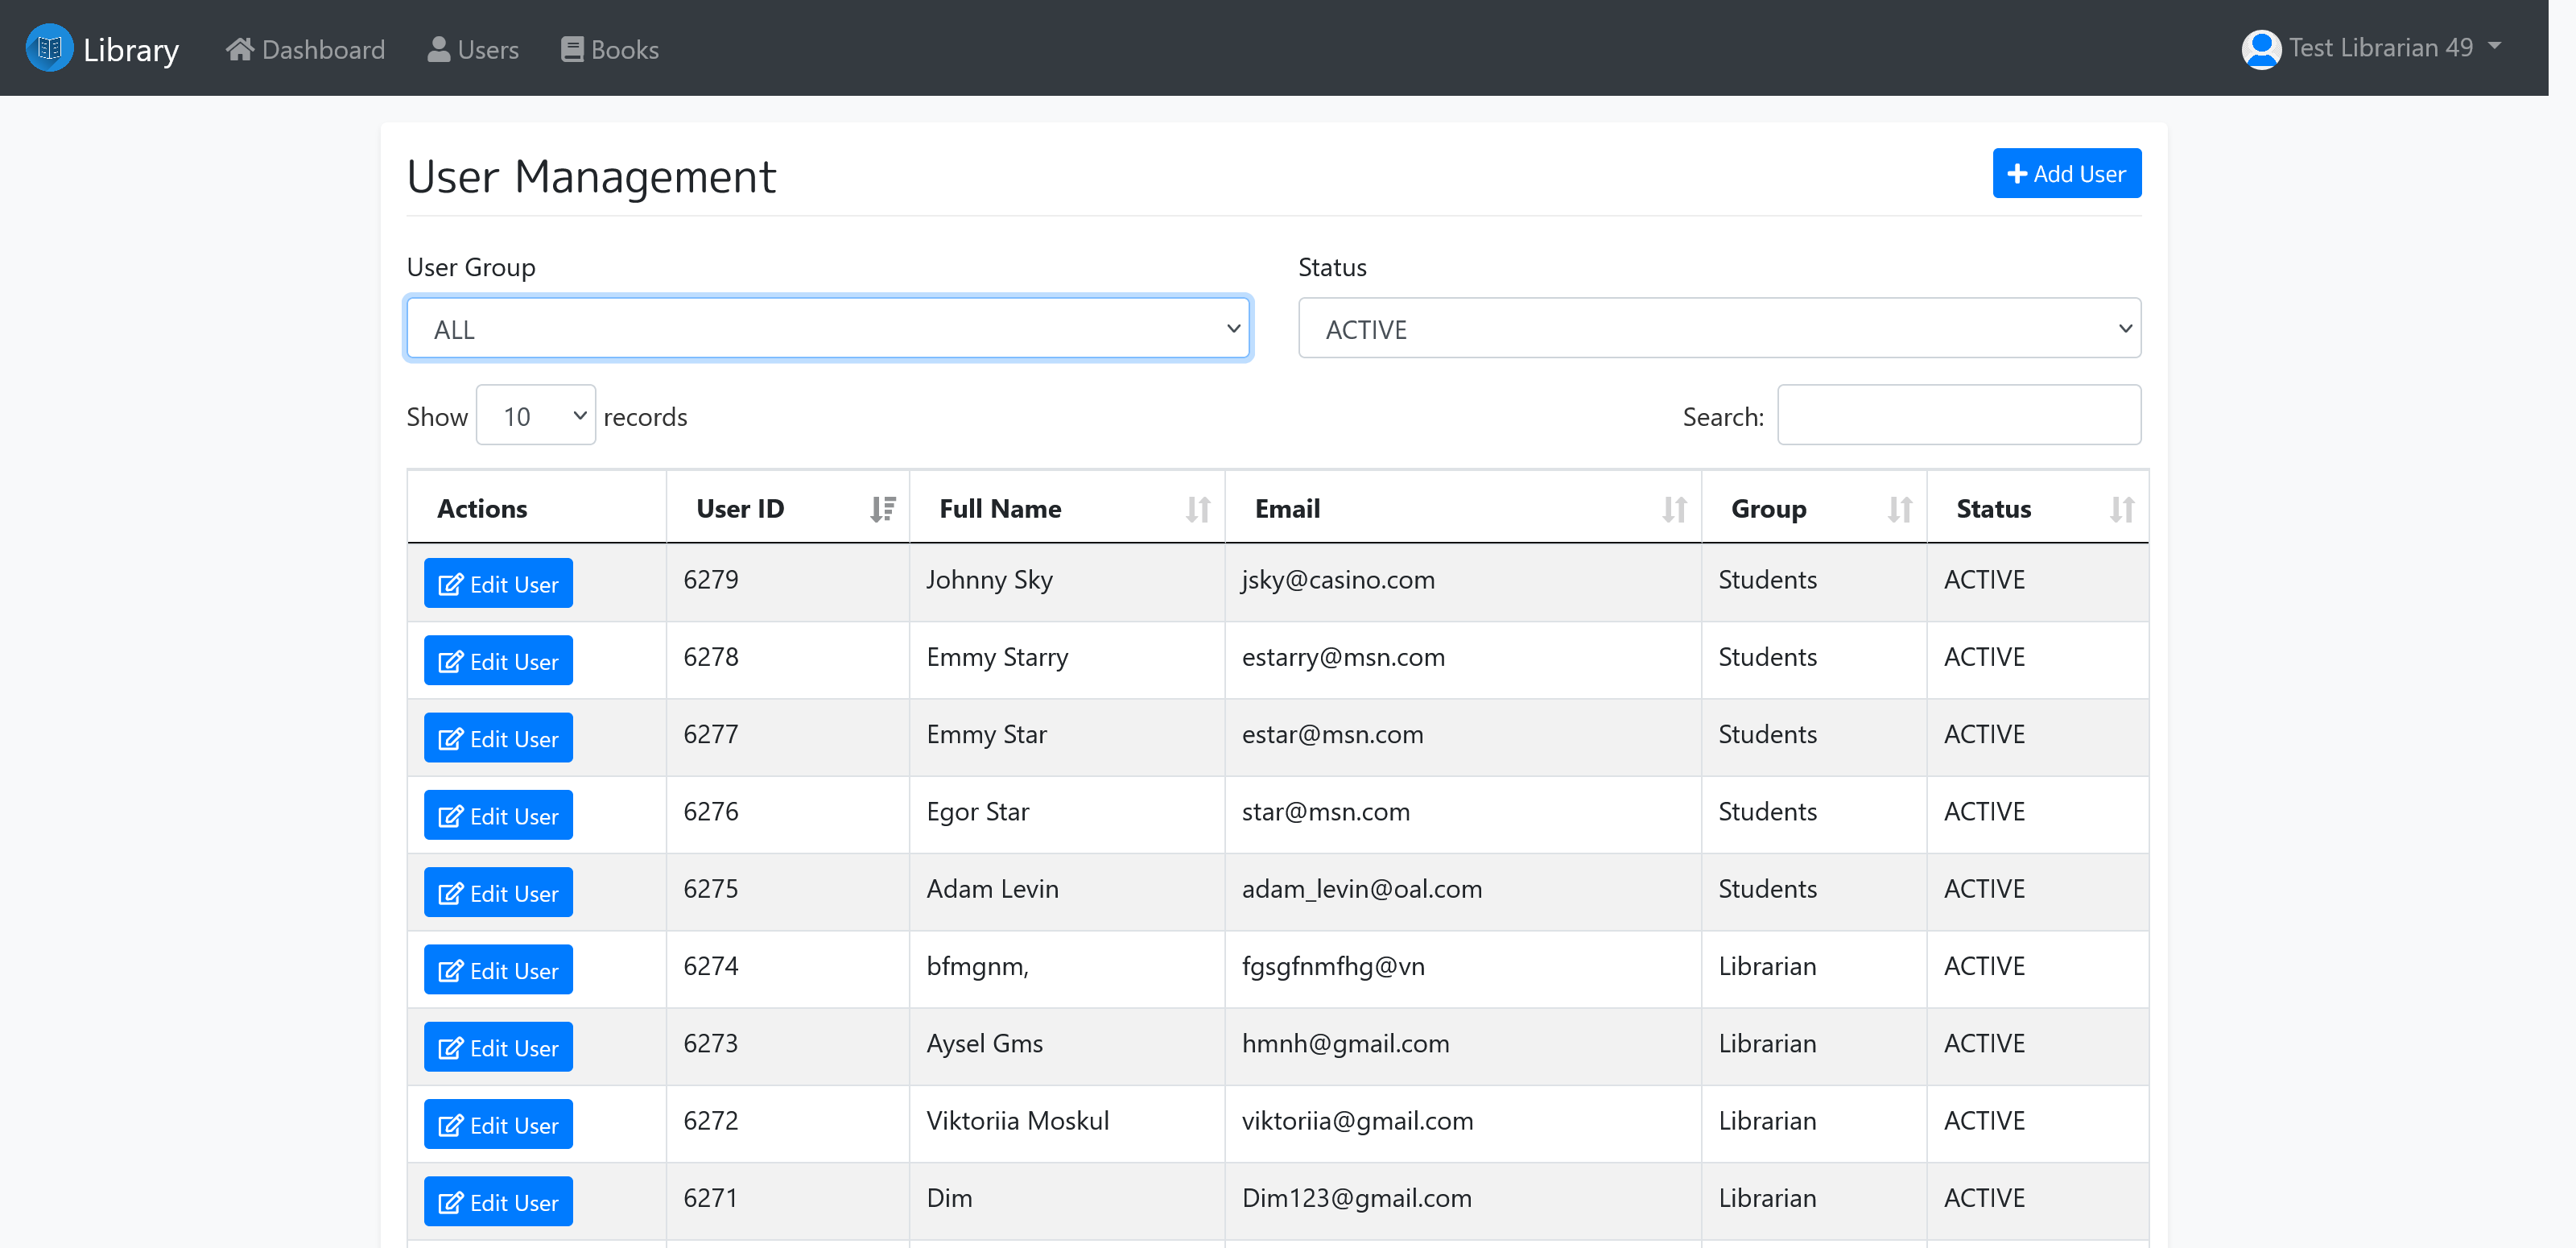 Library Dashboard Users Books Test Librarian 49
User Management Add User
User Group Status
ALL ACTIVE
Show 10 records Search:
Actions User ID Full Name Email Group Status
Edit User 6279 Johnny Sky jsky@casino.com Students ACTIVE
Edit User 6278 Emmy Starry estarry@msn.com Students ACTIVE
Edit User 6277 Emmy Star estar@msn.com Students ACTIVE
Edit User 6276 Egor Star star@msn.com Students ACTIVE
Edit User 6275 Adam Levin adam_levin@oal.com Students ACTIVE
Edit User 6274 bfmgnm, fgsgfnmfhg@vn Librarian ACTIVE
Edit User 6273 Aysel Gms hmnh@gmail.com Librarian ACTIVE
Edit User 6272 Viktoriia Moskul viktoriia@gmail.com Librarian ACTIVE
Edit User 6271 Dim Dim123@gmail.com Librarian ACTIVE